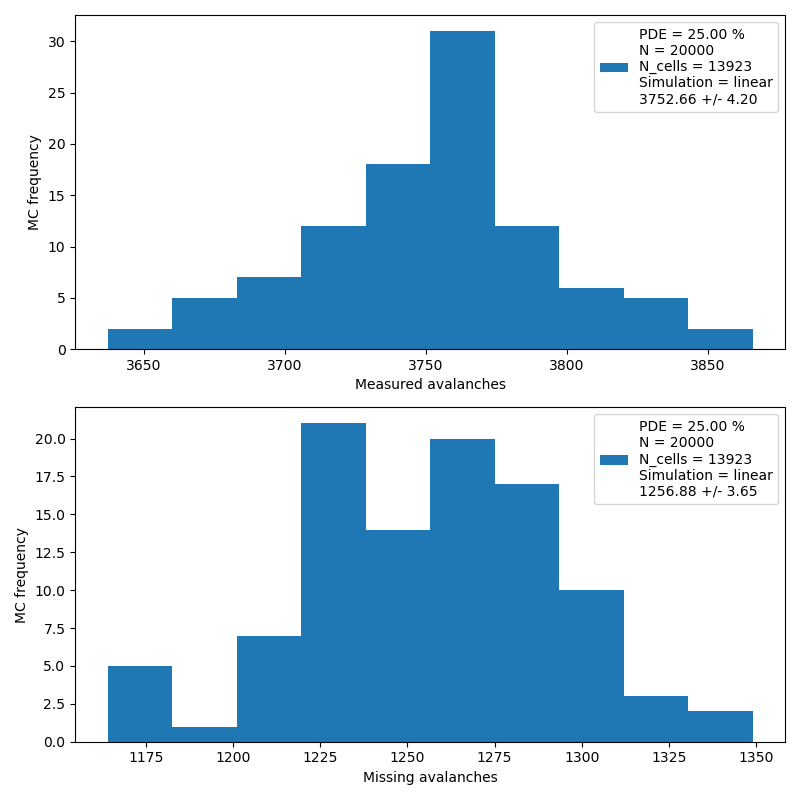 PDE = 25.00 %
N = 20000
N_cells = 13923
Simulation = linear
3752.66 +/- 4.20
MC frequency
30
25
20
15
10
5
0
3650 3700 3750 3800 3850
Measured avalanches
PDE = 25.00 %
N = 20000
N_cells = 13923
Simulation = linear
1256.88 +/- 3.65
MC frequency
20.0
17.5
15.0
12.5
10.0
7.5
5.0
2.5
0.0
1175 1200 1225 1250 1275 1300 1325 1350
Missing avalanches